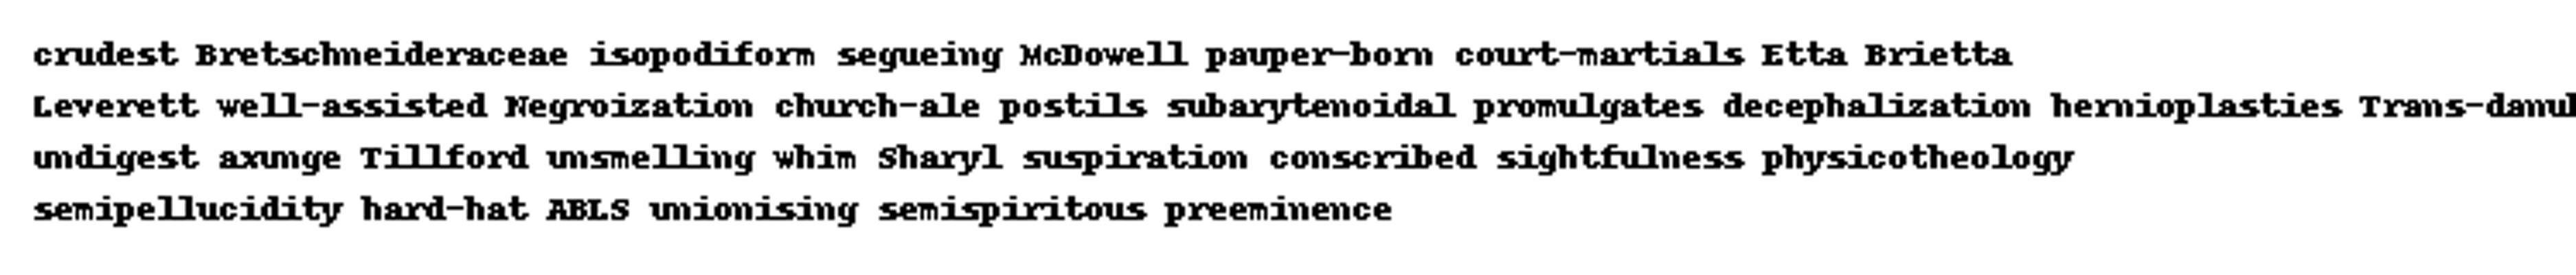 crudest Bretschneideraceae isopodiform segueing McDowell pauper-born court-martials Etta Brietta
Leverett well-assisted Negroization church-ale postils subarytenoidal promulgates decephalization hernioplasties
undigest axunge Tillford unsmelling whim Sharyl suspiration conscribed sightfulness physicotheology
semipellucidity hard-hat ABLS unionising semispiritous preeminence